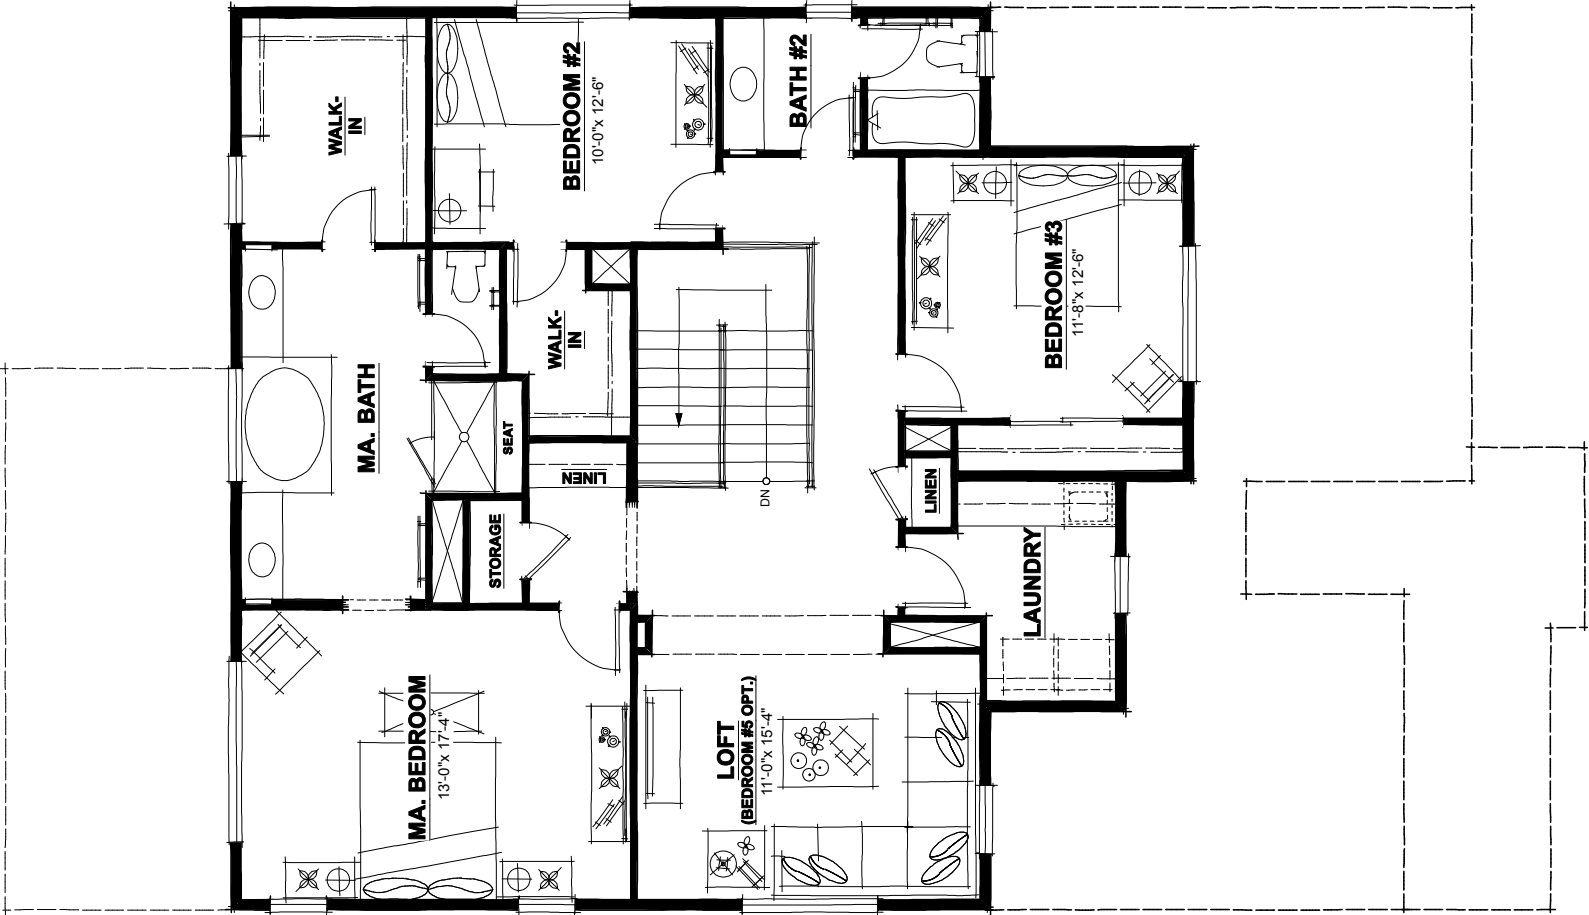 WALK-
IN
BEDROOM #2
10'-0"x 12'-6"
BATH #2
BEDROOM #3
11'-8"x 12'-6"
WALK-
IN
MA. BATH
SEAT
LINEN
STORAGE
DN
LINEN
LAUNDRY
MA. BEDROOM
13'-0"x 17'-4"
LOFT
(BEDROOM #5 OPT.)
11'-0"x 15'-4"